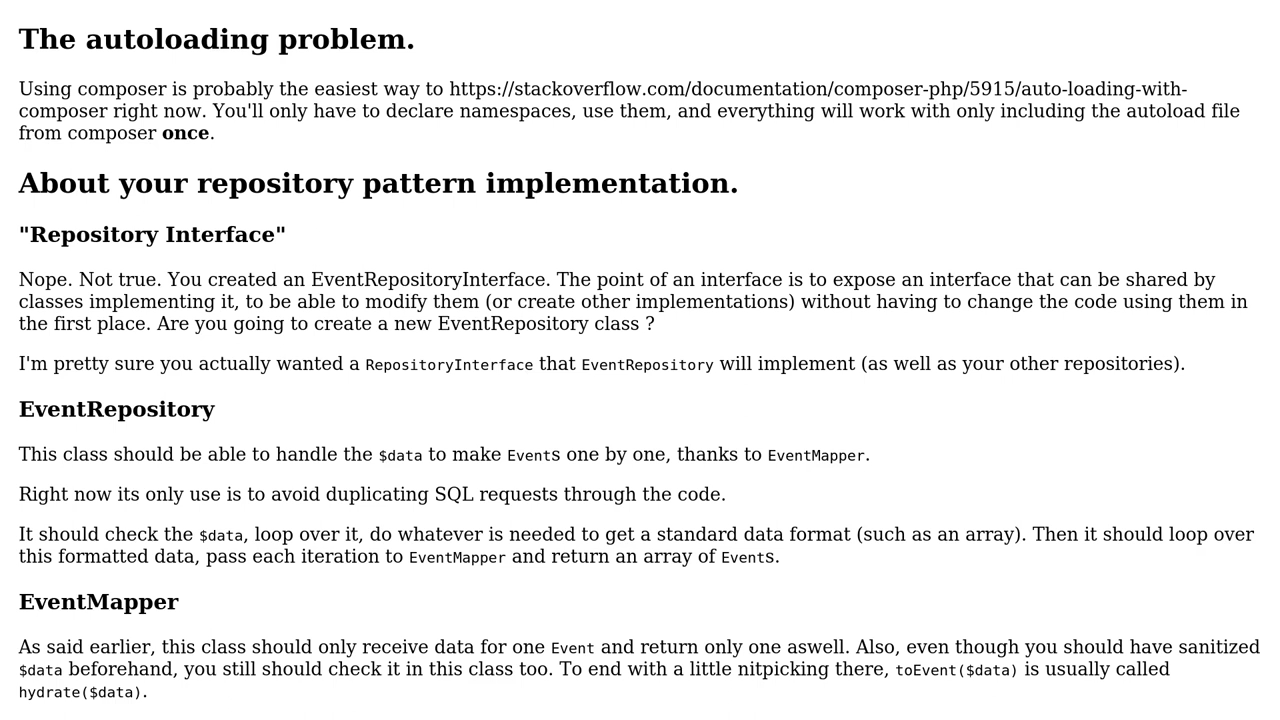 The autoloading problem.
Using composer is probably the easiest way to https://stackoverflow.com/documentation/composer-php/5915/auto-loading-with-
composer right now. You'll only have to declare namespaces, use them, and everything will work with only including the autoload file
from composer once.
About your repository pattern implementation.
"Repository Interface"
Nope. Not true. You created an EventRepositoryInterface. The point of an interface is to expose an interface that can be shared by
classes implementing it, to be able to modify them (or create other implementations) without having to change the code using them in
the first place. Are you going to create a new EventRepository class ?
I'm pretty sure you actually wanted a RepositoryInterface that EventRepository will implement (as well as your other repositories).
EventRepository
This class should be able to handle the $data to make Events one by one, thanks to EventMapper.
Right now its only use is to avoid duplicating SQL requests through the code.
It should check the $data, loop over it, do whatever is needed to get a standard data format (such as an array). Then it should loop over
this formatted data, pass each iteration to EventMapper and return an array of Events.
EventMapper
As said earlier, this class should only receive data for one Event and return only one aswell. Also, even though you should have sanitized
$data beforehand, you still should check it in this class too. To end with a little nitpicking there, toEvent($data) is usually called
hydrate($data).